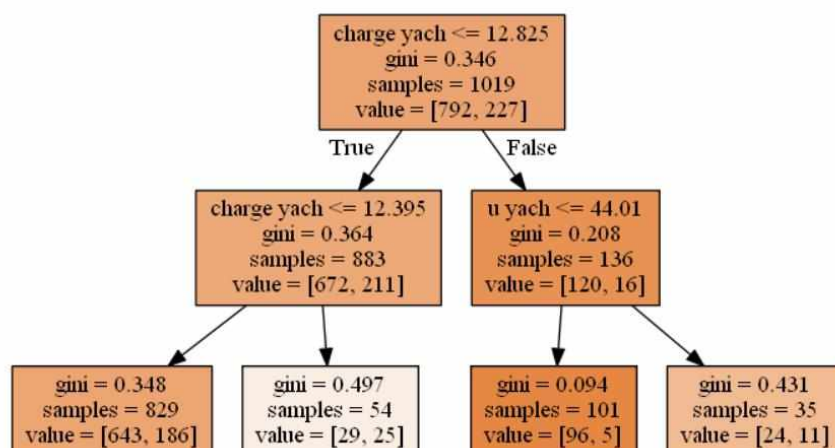 charge yach <= 12.825
gini = 0.346
samples = 1019
value = [792, 227]
True
False
charge yach <= 12.395
gini = 0.364
samples = 883
value = [672, 211]
u yach <= 44.01
gini = 0.208
samples = 136
value = [120, 16]
gini = 0.348
samples = 829
value = [643, 186]
gini = 0.497
samples = 54
value = [29, 25]
gini = 0.094
samples = 101
value = [96, 5]
gini = 0.431
samples = 35
value = [24, 11]